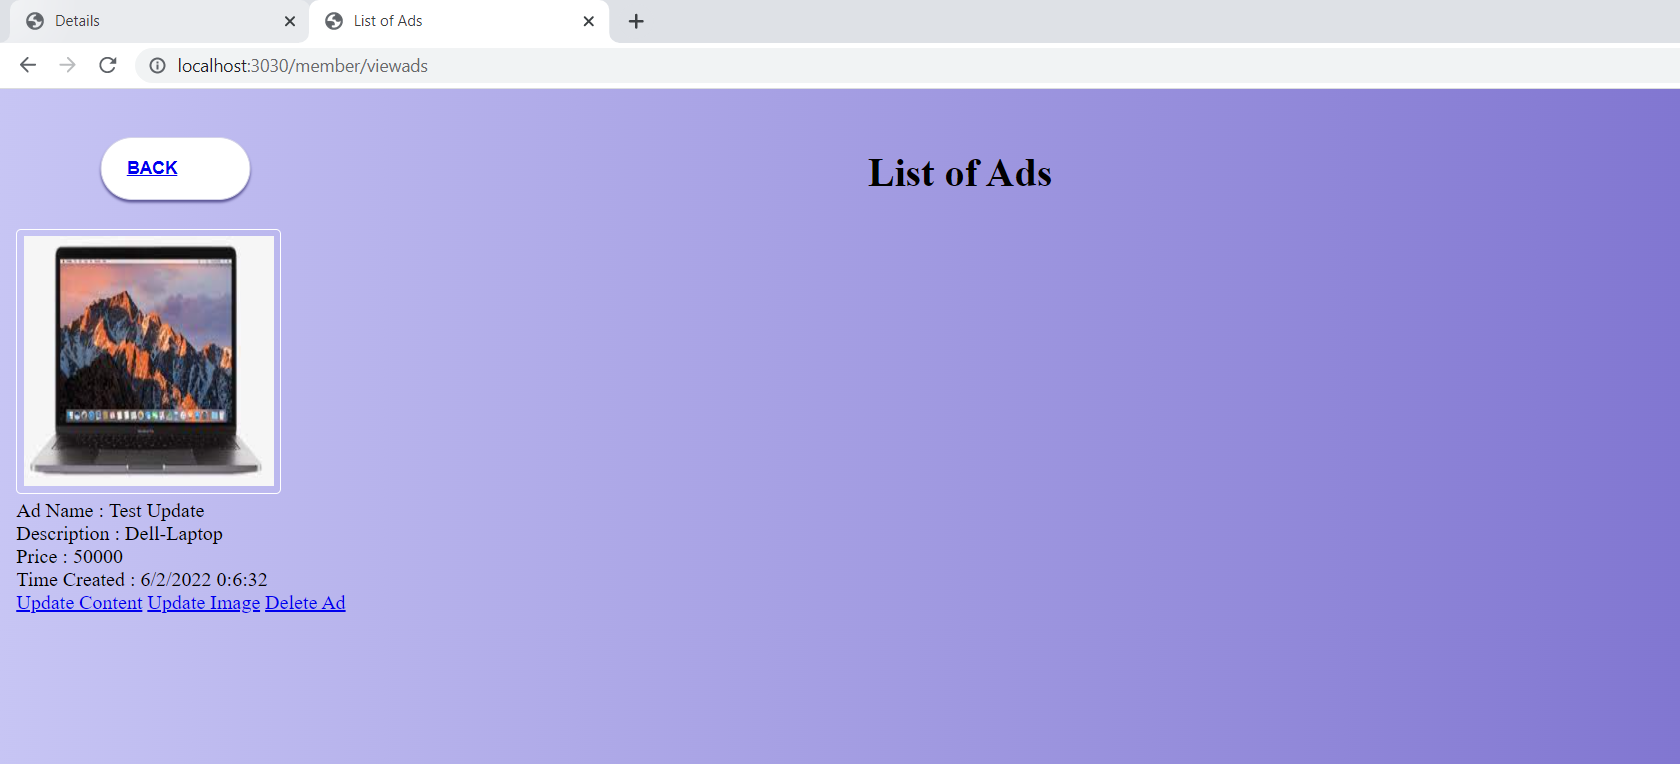 Details
List of Ads
localhost:3030/member/viewads
BACK
List of Ads
Ad Name : Test Update
Description : Dell-Laptop
Price : 50000
Time Created : 6/2/2022 0:6:32
Update Content Update Image Delete Ad